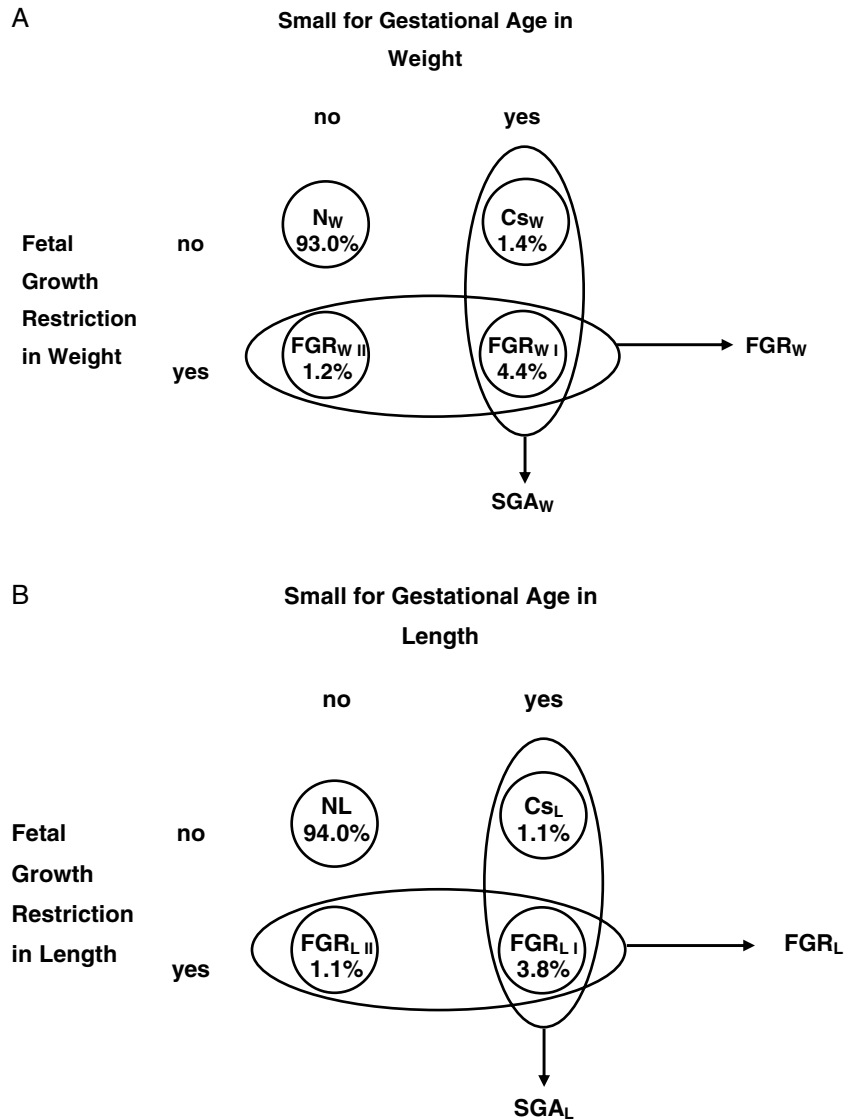 A
Small for Gestational Age in
Weight
no
yes
Fetal
Growth
Restriction
in Weight
no
yes
NW
93.0%
CsW
1.4%
FGRW II
1.2%
FGRW I
4.4%
FGRW
SGAW
B
Small for Gestational Age in
Length
no
yes
Fetal
Growth
Restriction
in Length
no
yes
NL
94.0%
CsL
1.1%
FGRL II
1.1%
FGRL I
3.8%
FGRL
SGAL